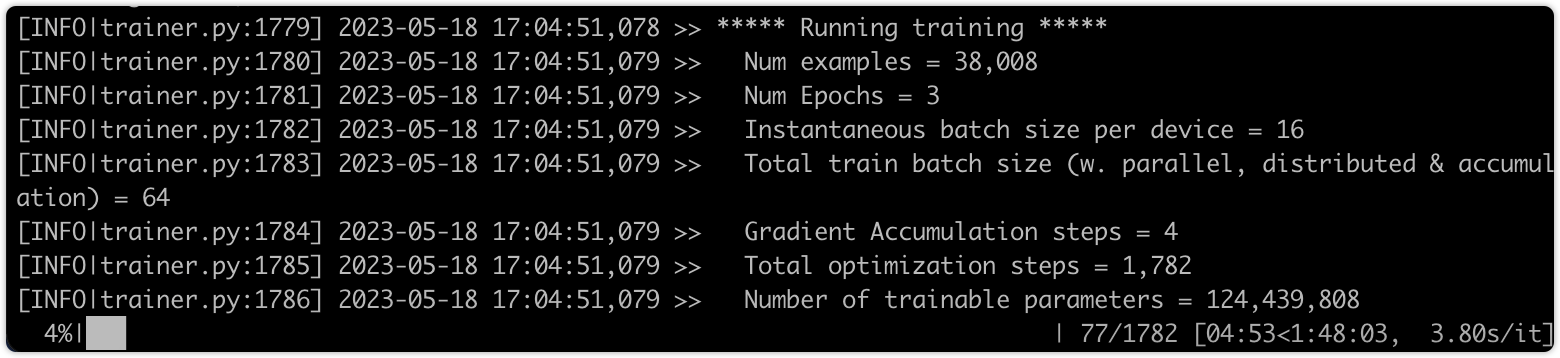 [INFO|trainer.py:1779] 2023-05-18 17:04:51,078 >> ***** Running training *****
[INFO|trainer.py:1780] 2023-05-18 17:04:51,079 >>   Num examples = 38,008
[INFO|trainer.py:1781] 2023-05-18 17:04:51,079 >>   Num Epochs = 3
[INFO|trainer.py:1782] 2023-05-18 17:04:51,079 >>   Instantaneous batch size per device = 16
[INFO|trainer.py:1783] 2023-05-18 17:04:51,079 >>   Total train batch size (w. parallel, distributed & accumul
ation) = 64
[INFO|trainer.py:1784] 2023-05-18 17:04:51,079 >>   Gradient Accumulation steps = 4
[INFO|trainer.py:1785] 2023-05-18 17:04:51,079 >>   Total optimization steps = 1,782
[INFO|trainer.py:1786] 2023-05-18 17:04:51,079 >>   Number of trainable parameters = 124,439,808
  4%|██ | 77/1782 [04:53<1:48:03,  3.80s/it]